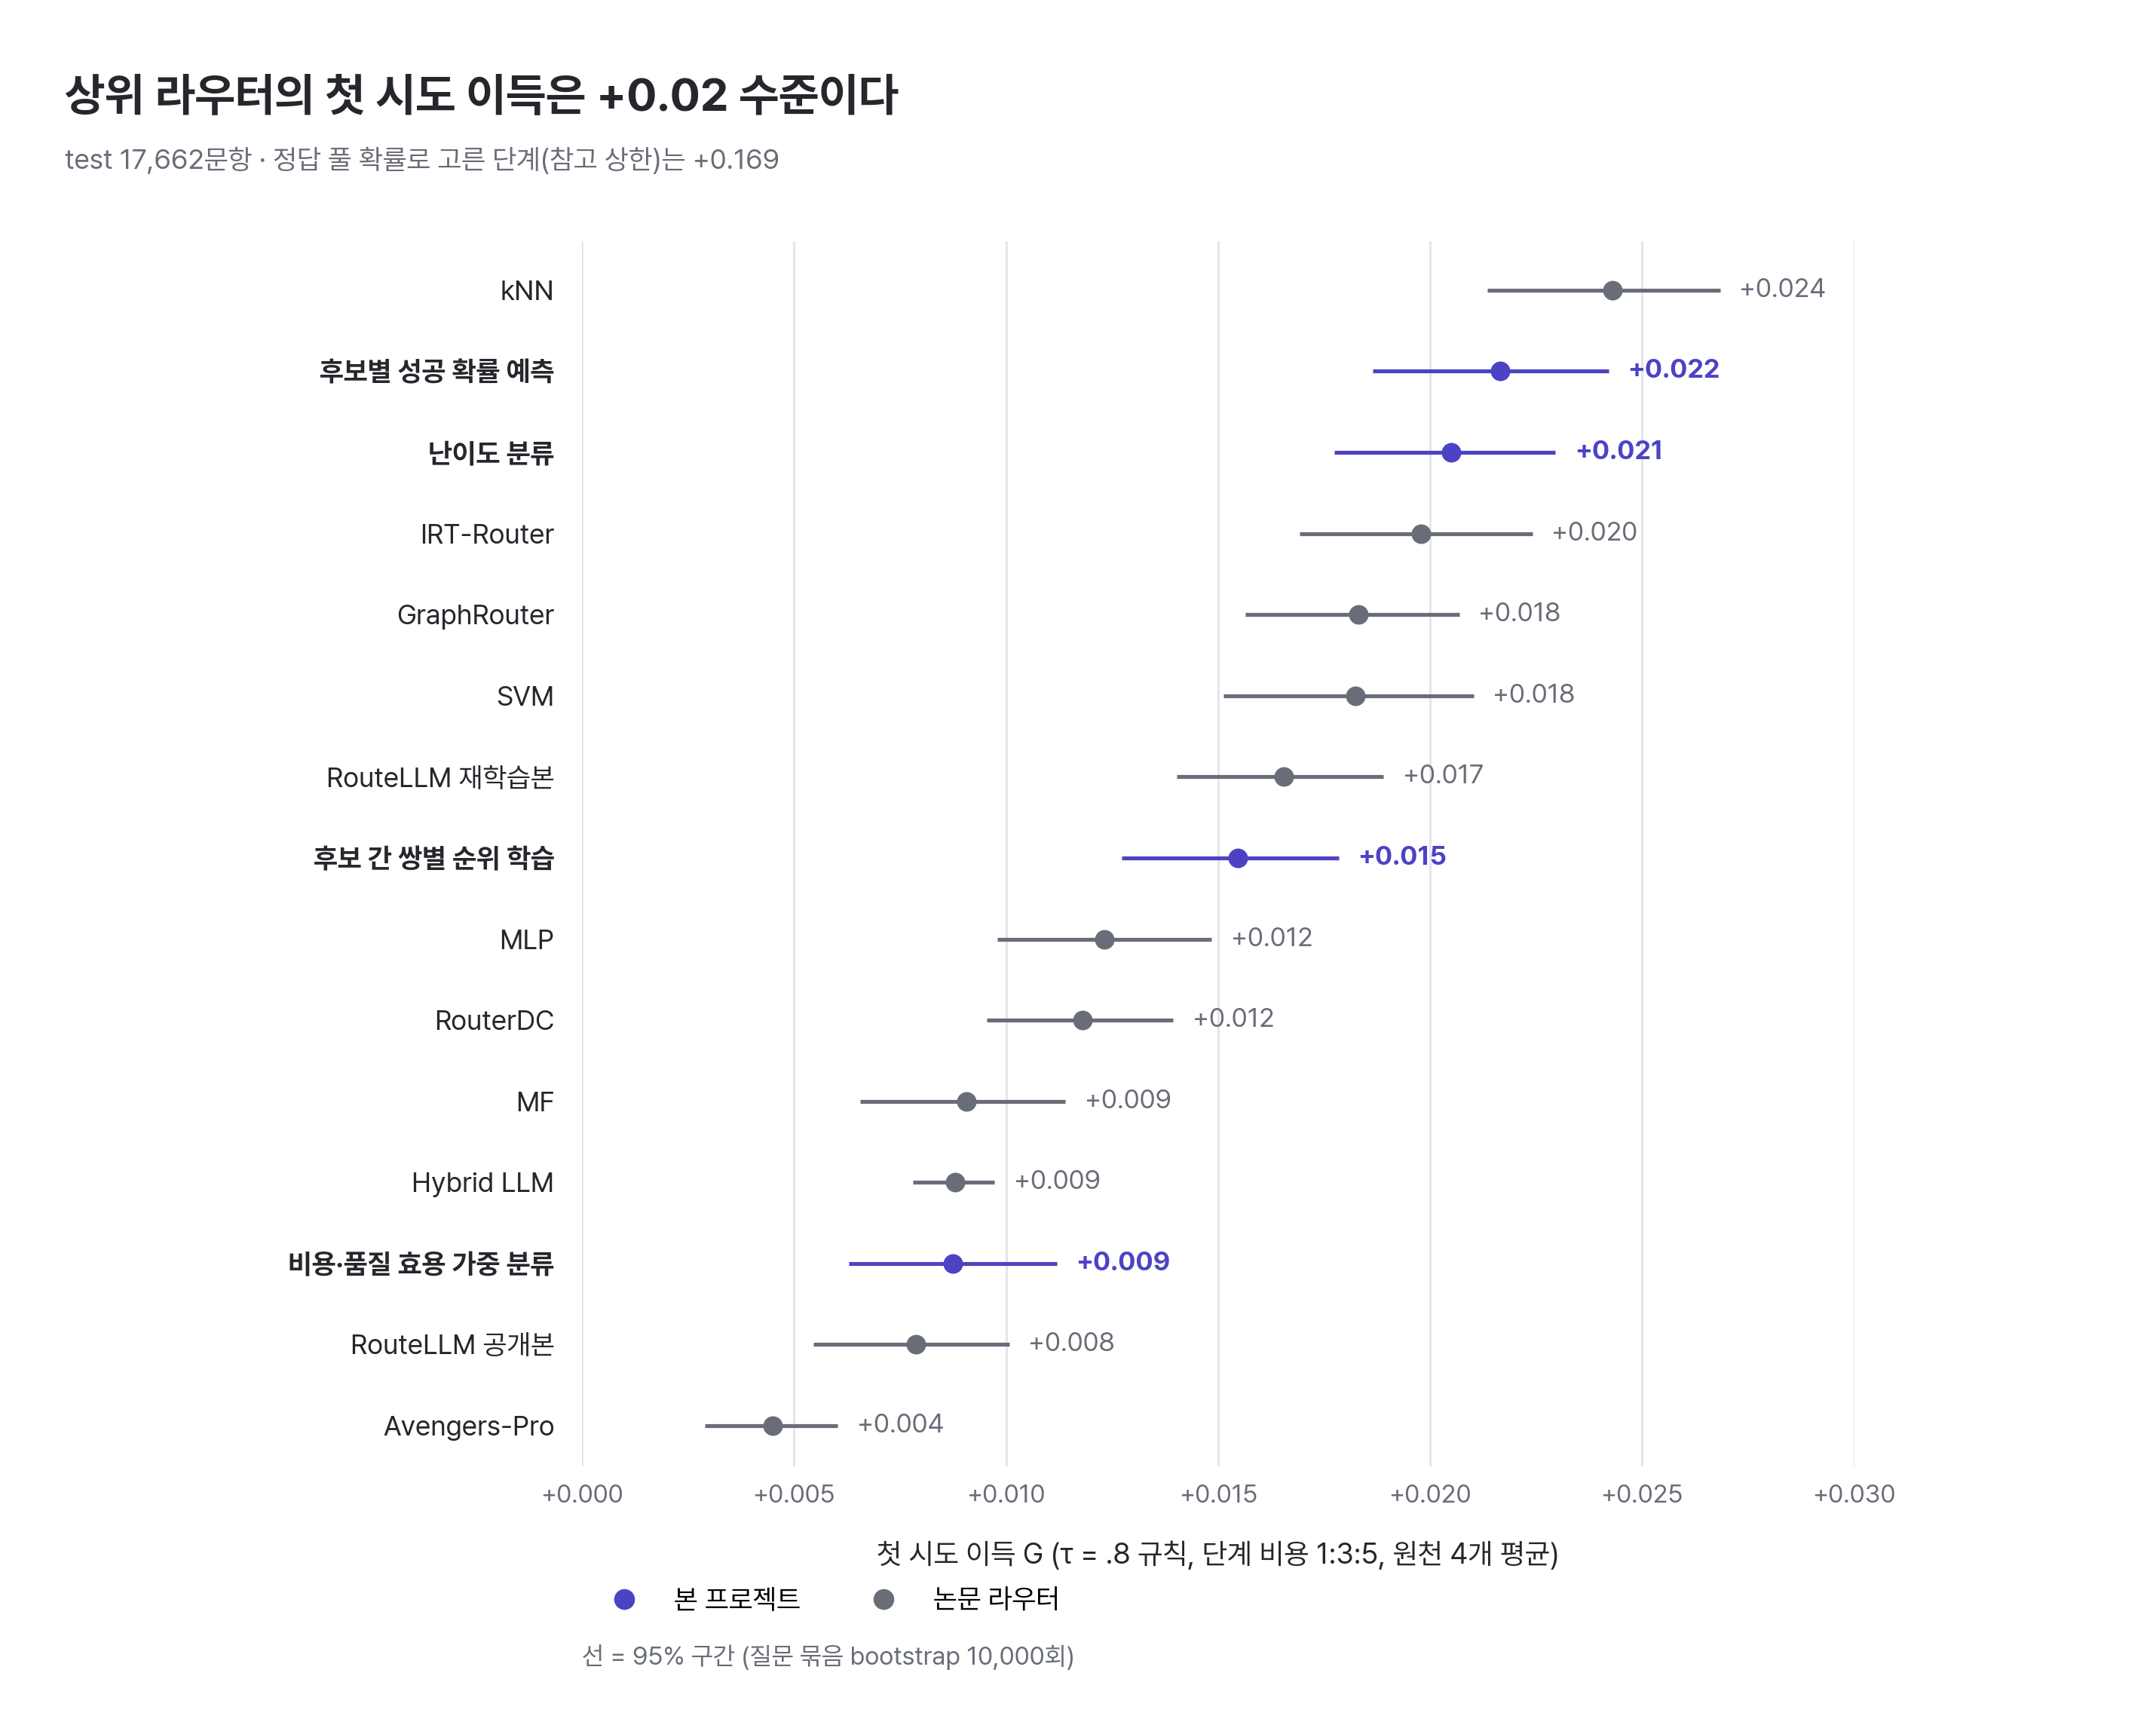 상위 라우터의 첫 시도 이득은 +0.02 수준이다
test 17,662문항 · 정답 풀 확률로 고른 단계(참고 상한)는 +0.169
kNN +0.024
후보별 성공 확률 예측 +0.022
난이도 분류 +0.021
IRT-Router +0.020
GraphRouter +0.018
SVM +0.018
RouteLLM 재학습본 +0.017
후보 간 쌍별 순위 학습 +0.015
MLP +0.012
RouterDC +0.012
MF +0.009
Hybrid LLM +0.009
비용·품질 효용 가중 분류 +0.009
RouteLLM 공개본 +0.008
Avengers-Pro +0.004
+0.000 +0.005 +0.010 +0.015 +0.020 +0.025 +0.030
첫 시도 이득 G (τ = .8 규칙, 단계 비용 1:3:5, 원천 4개 평균)
본 프로젝트 논문 라우터
선 = 95% 구간 (질문 묶음 bootstrap 10,000회)